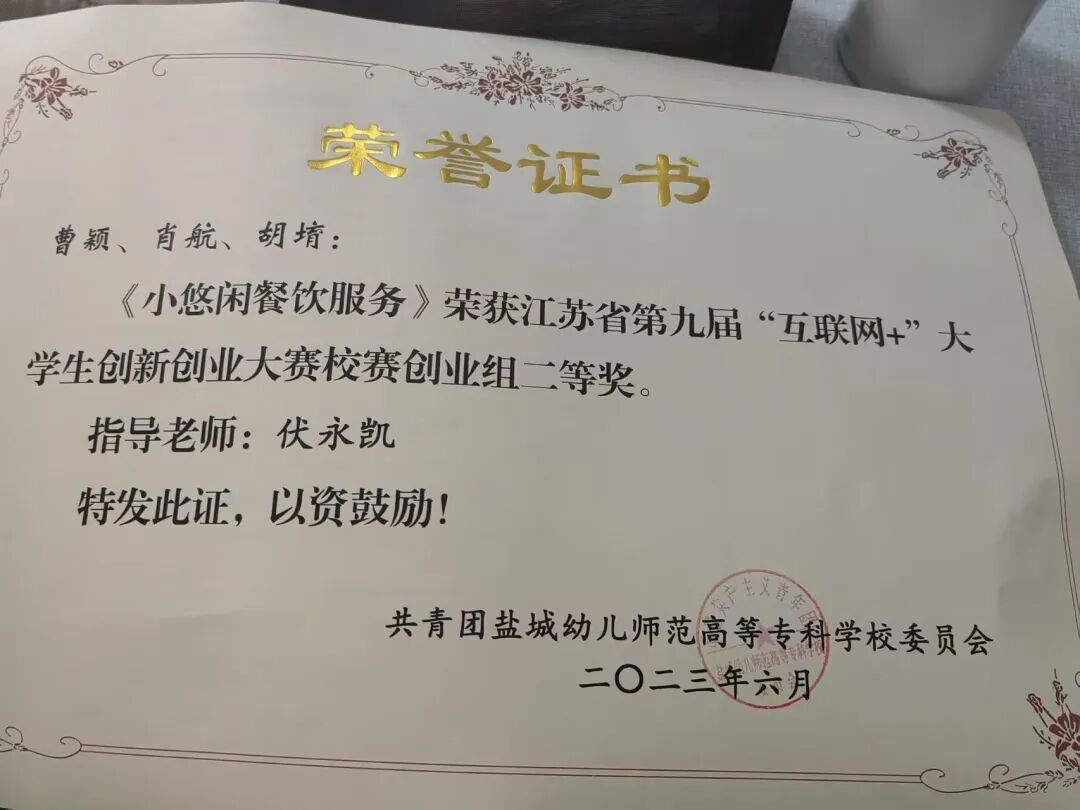 荣誉证书
曹颖、肖航、胡堉：
《小悠闲餐饮服务》荣获江苏省第九届“互联网+”大
学生创新创业大赛校赛创业组二等奖。
指导老师：伏永凯
特发此证，以资鼓励！
共青团盐城幼儿师范高等专科学校委员会
二〇二三年六月